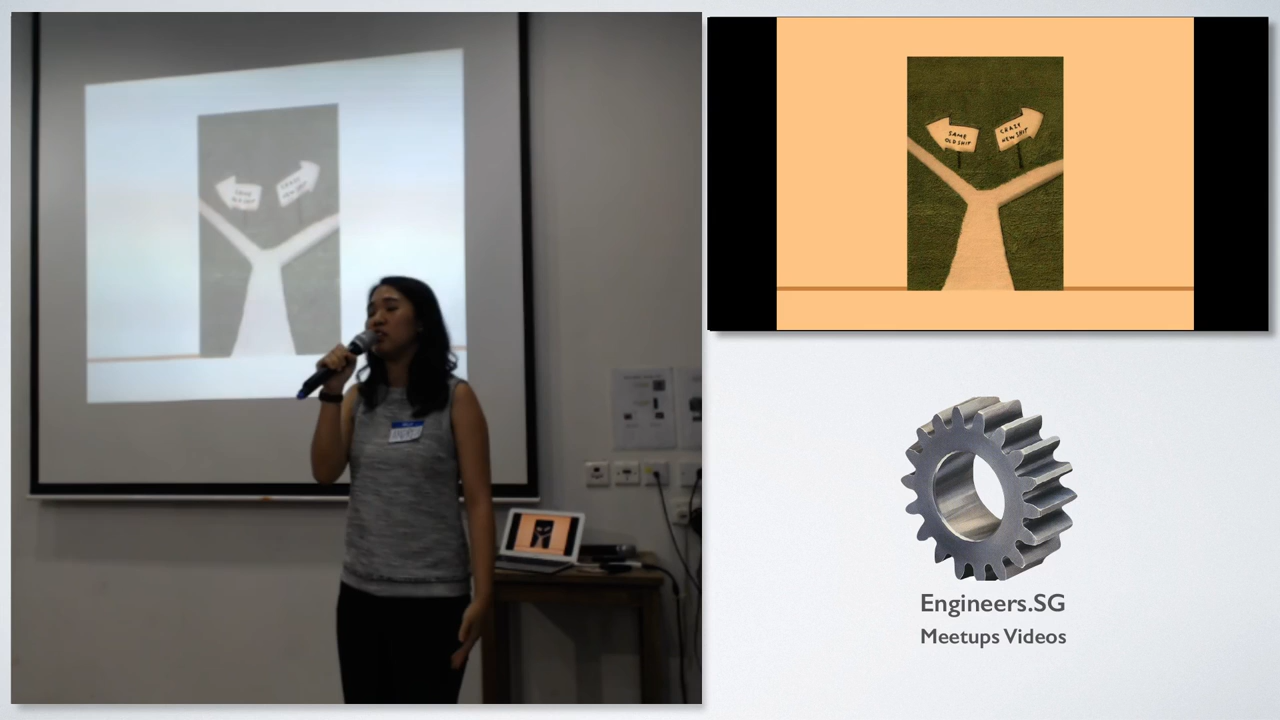 SAME
OLD SHIT
CRAZY
NEW SHIT
Engineers.SG
Meetups Videos